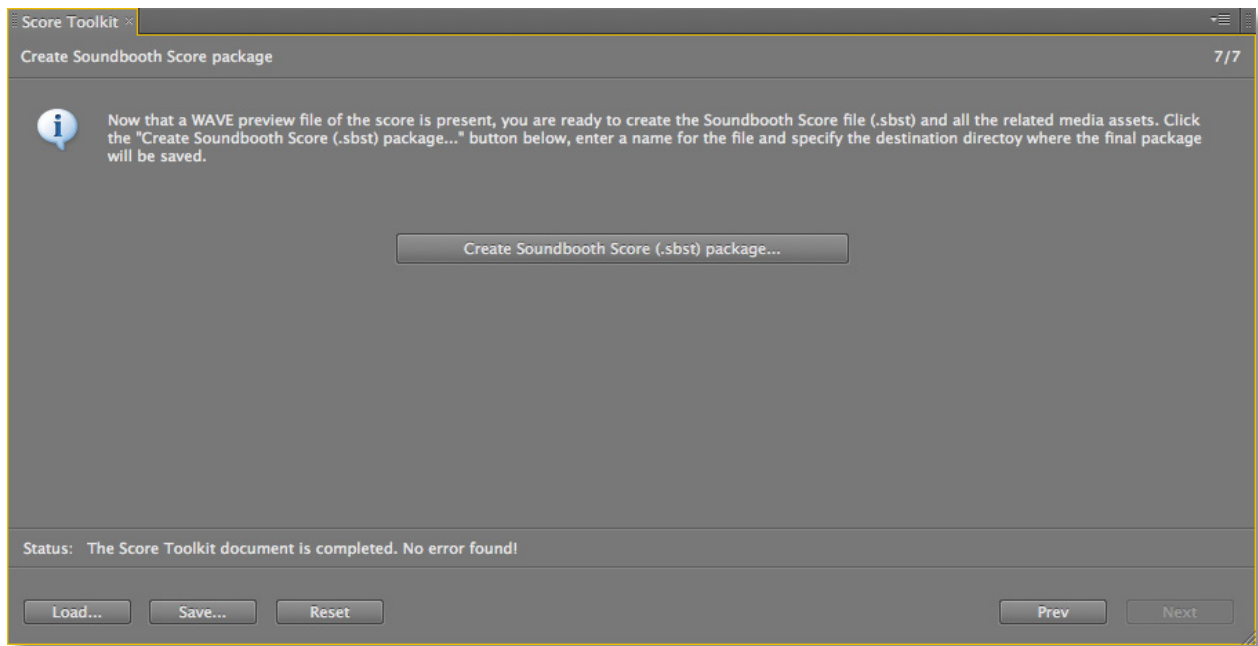 Score Toolkit
Create Soundbooth Score package
7/7
Now that a WAVE preview file of the score is present, you are ready to create the Soundbooth Score file (.sbst) and all the related media assets. Click
the "Create Soundbooth Score (.sbst) package..." button below, enter a name for the file and specify the destination directoy where the final package
will be saved.
Create Soundbooth Score (.sbst) package...
Status: The Score Toolkit document is completed. No error found!
Load... Save... Reset Prev Next